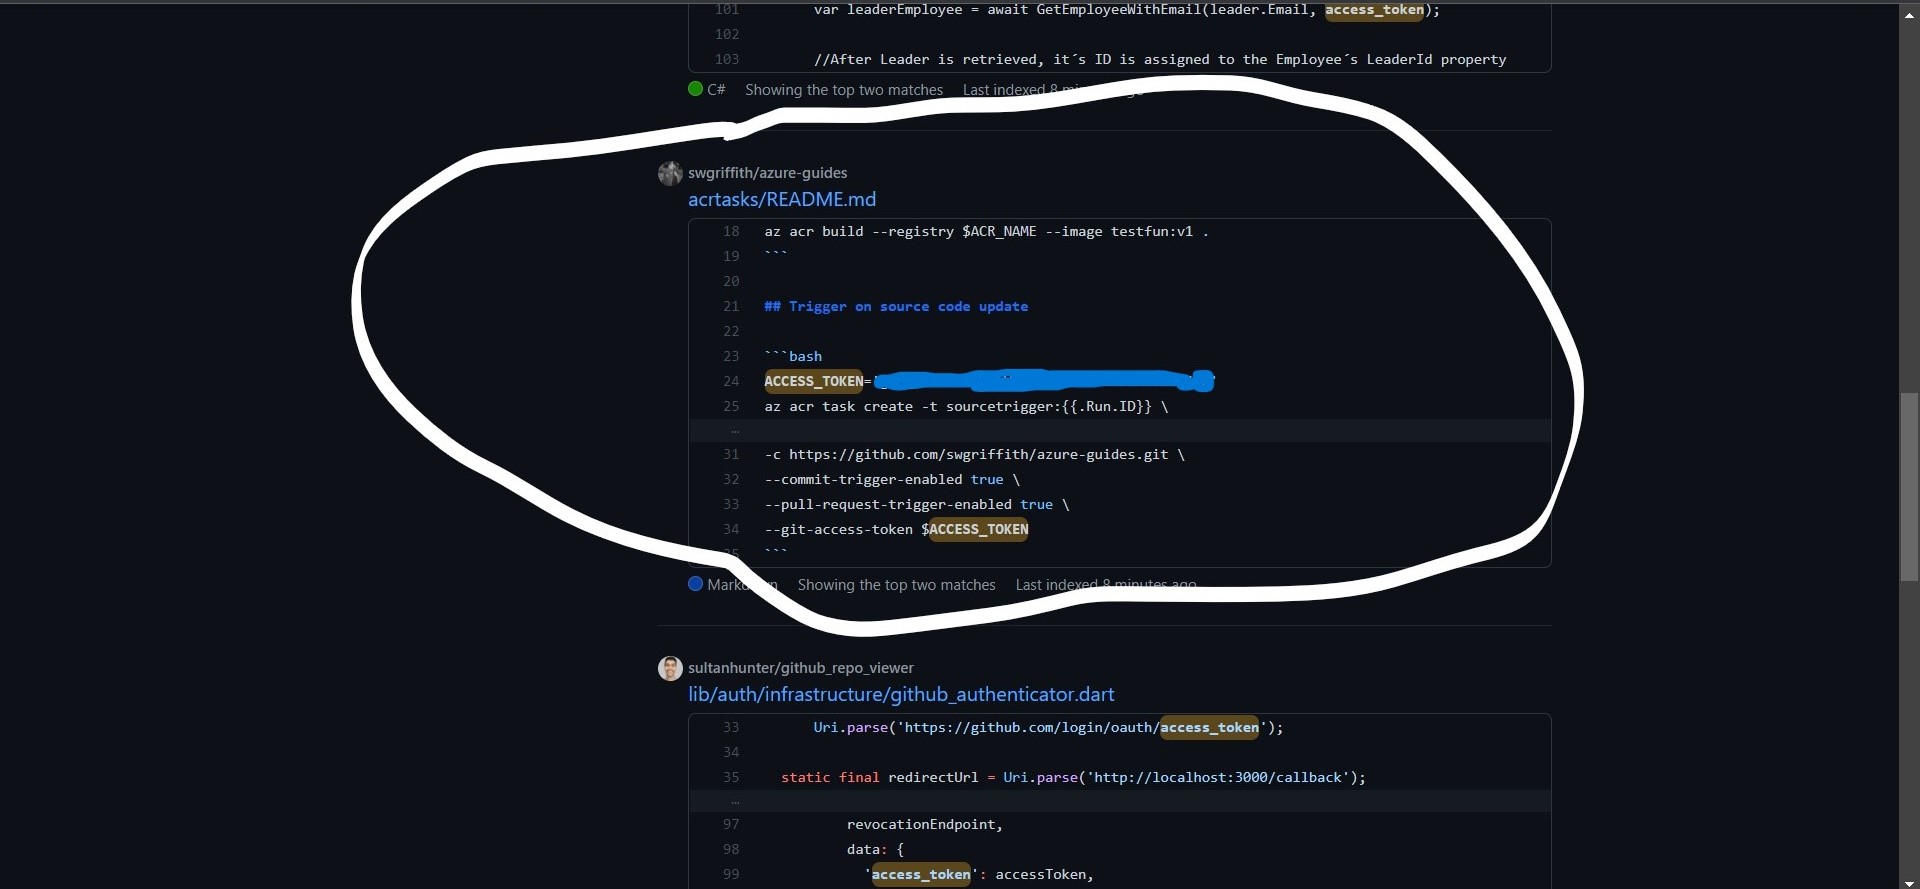 101 var leaderEmployee = await GetEmployeeWithEmail(leader.Email, access_token);
102
103 //After Leader is retrieved, it´s ID is assigned to the Employee´s LeaderId property
C# Showing the top two matches Last indexed 8 minutes ago
swgriffith/azure-guides
acrtasks/README.md
18 az acr build --registry $ACR_NAME --image testfun:v1 .
19 ```
20
21 ## Trigger on source code update
22
23 ```bash
24 ACCESS_TOKEN=
25 az acr task create -t sourcetrigger:{{.Run.ID}} \
…
31 -c https://github.com/swgriffith/azure-guides.git \
32 --commit-trigger-enabled true \
33 --pull-request-trigger-enabled true \
34 --git-access-token $ACCESS_TOKEN
35 ```
Markdown Showing the top two matches Last indexed 8 minutes ago
sultanhunter/github_repo_viewer
lib/auth/infrastructure/github_authenticator.dart
33 Uri.parse('https://github.com/login/oauth/access_token');
34
35 static final redirectUrl = Uri.parse('http://localhost:3000/callback');
…
97 revocationEndpoint,
98 data: {
99 'access_token': accessToken,